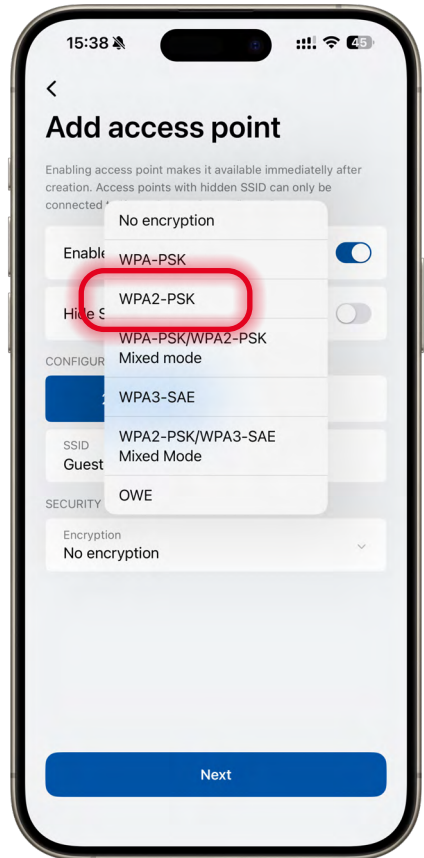 15:38
45
Add access point
Enabling access point makes it available immediatelly after
creation. Access points with hidden SSID can only be
connected
No encryption
Enable
WPA-PSK
WPA2-PSK
Hide S
WPA-PSK/WPA2-PSK
Mixed mode
CONFIGUR
WPA3-SAE
WPA2-PSK/WPA3-SAE
Mixed Mode
SSID
Guest
OWE
SECURITY
Encryption
No encryption
Next